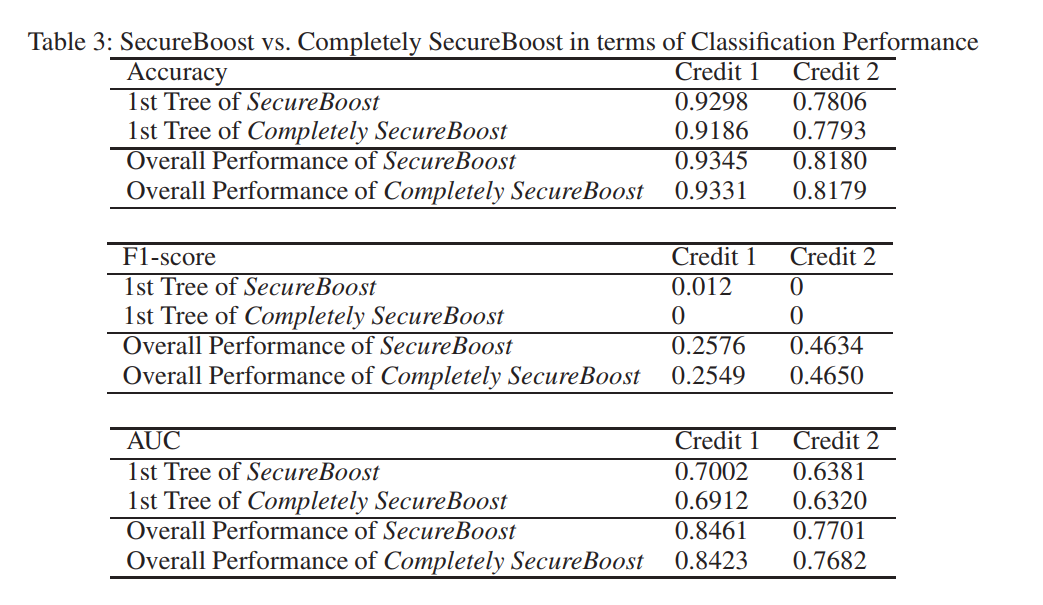 Table 3: SecureBoost vs. Completely SecureBoost in terms of Classification Performance
Accuracy Credit 1 Credit 2
1st Tree of SecureBoost 0.9298 0.7806
1st Tree of Completely SecureBoost 0.9186 0.7793
Overall Performance of SecureBoost 0.9345 0.8180
Overall Performance of Completely SecureBoost 0.9331 0.8179
F1-score Credit 1 Credit 2
1st Tree of SecureBoost 0.012 0
1st Tree of Completely SecureBoost 0 0
Overall Performance of SecureBoost 0.2576 0.4634
Overall Performance of Completely SecureBoost 0.2549 0.4650
AUC Credit 1 Credit 2
1st Tree of SecureBoost 0.7002 0.6381
1st Tree of Completely SecureBoost 0.6912 0.6320
Overall Performance of SecureBoost 0.8461 0.7701
Overall Performance of Completely SecureBoost 0.8423 0.7682